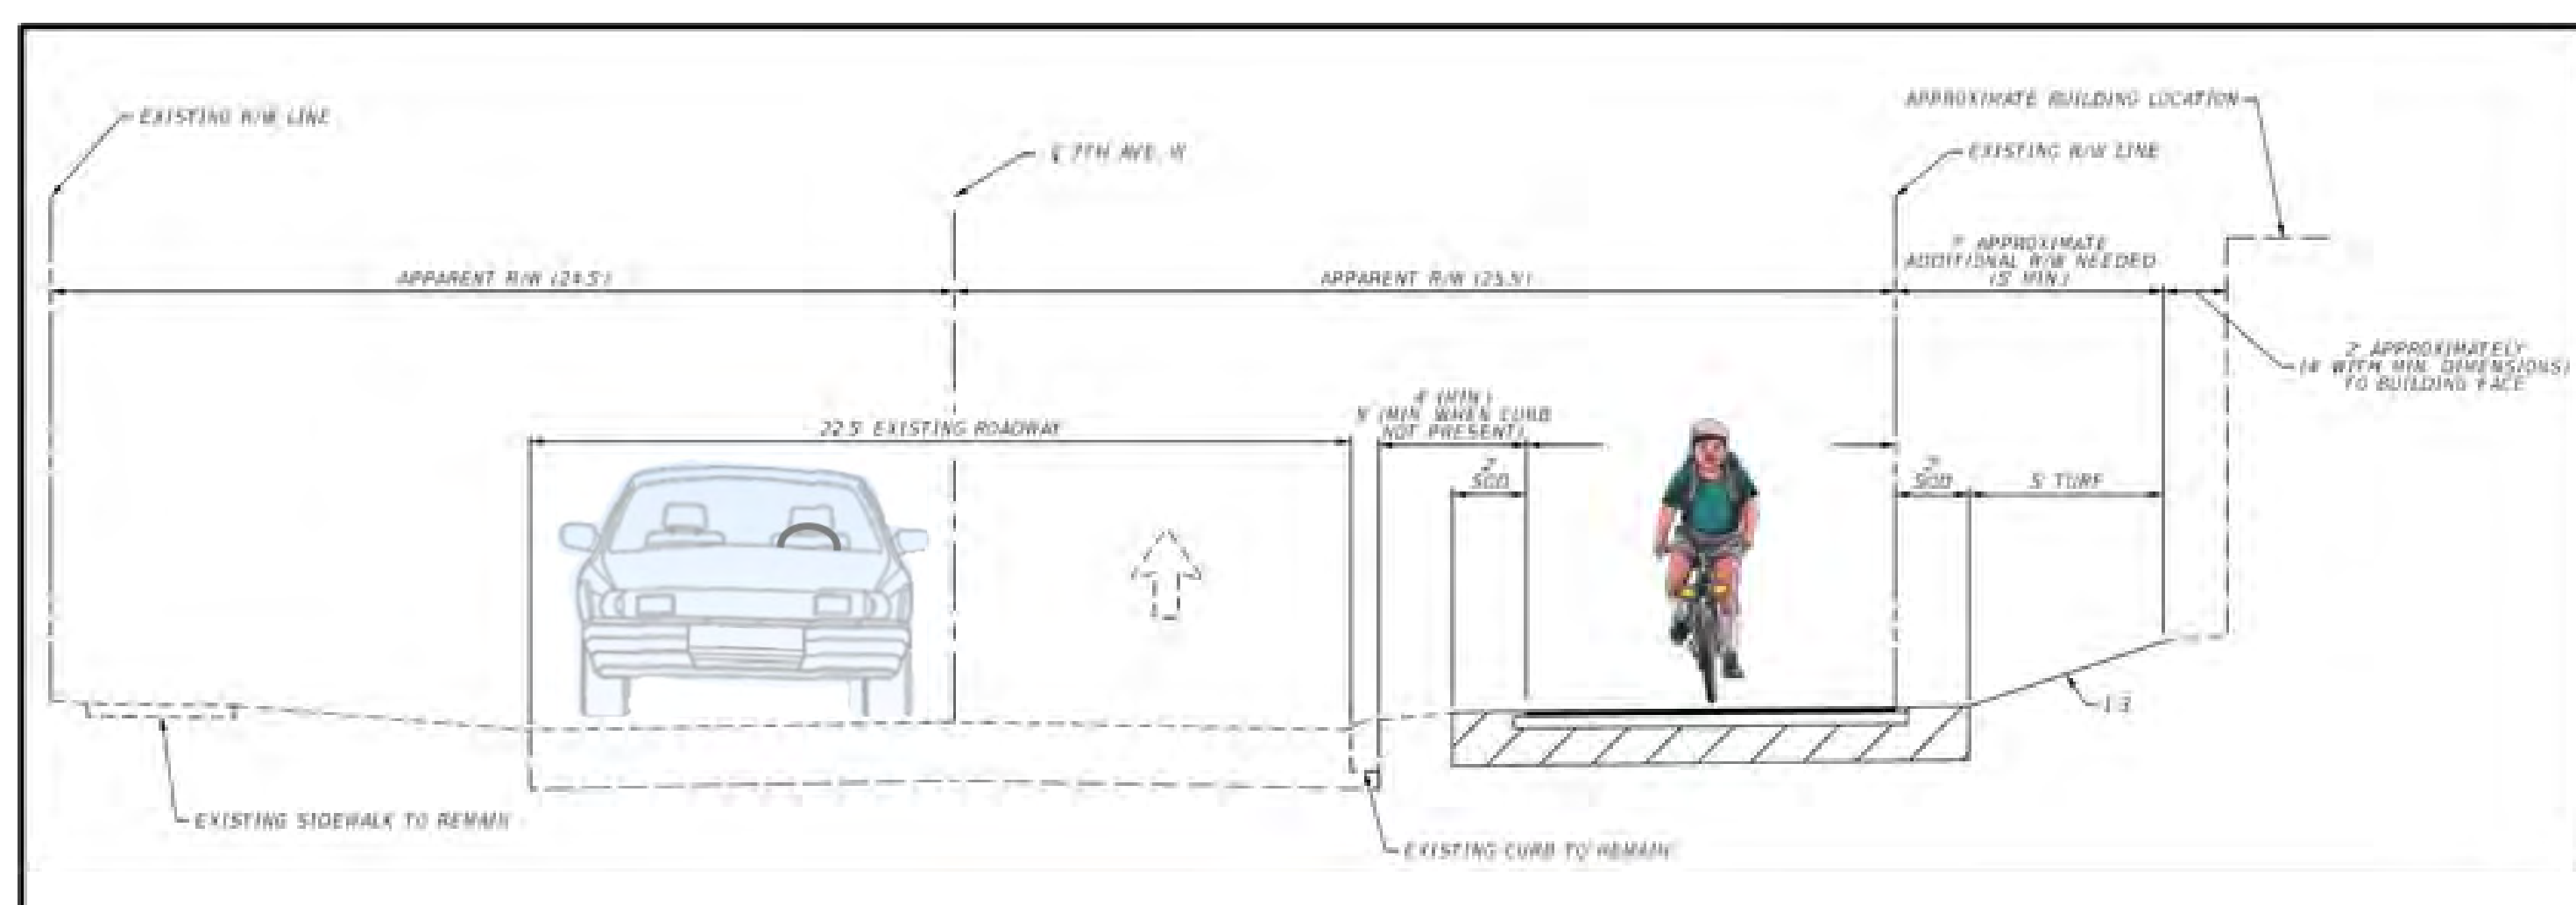 EXISTING R/W LINE
℄ 7TH AVE. W
APPROXIMATE BUILDING LOCATION
EXISTING R/W LINE
APPARENT R/W (24.5')
APPARENT R/W (25.5')
7' APPROXIMATE
ADDITIONAL R/W NEEDED
(5' MIN.)
2' APPROXIMATELY
(4' WITH MIN. DIMENSIONS)
TO BUILDING FACE
22.5' EXISTING ROADWAY
4' (MIN.)
5' (MIN. WHEN CURB
NOT PRESENT)
2'
SOD
2'
SOD
5' TURF
1:3
EXISTING SIDEWALK TO REMAIN
EXISTING CURB TO REMAIN